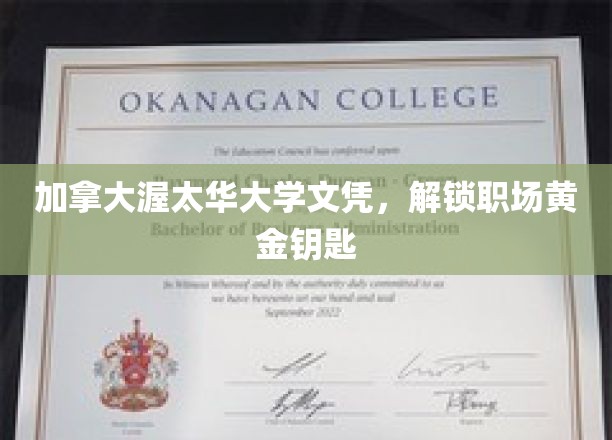 OKANAGAN COLLEGE
The Education Council has conferred upon
加拿大渥太华大学文凭，解锁职场黄
金钥匙
Bachelor of Business Administration
In Witness Whereof and by the authority duly committed to us
we have hereunto set our hand and seal
September 2022